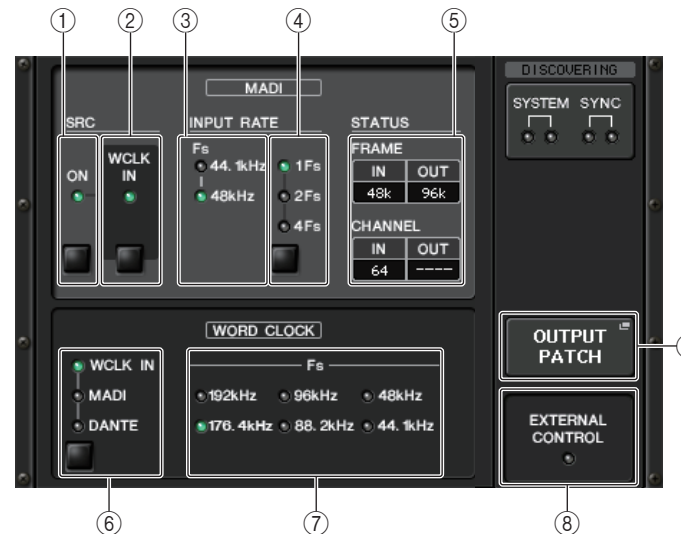 ① ② ③ ④ ⑤
MADI
SRC
ON
WCLK
IN
INPUT RATE
Fs
44.1kHz
48kHz
1Fs
2Fs
4Fs
STATUS
FRAME
IN OUT
48k 96k
CHANNEL
IN OUT
64 ----
DISCOVERING
SYSTEM SYNC
WORD CLOCK
WCLK IN
MADI
DANTE
Fs
192kHz 96kHz 48kHz
176.4kHz 88.2kHz 44.1kHz
OUTPUT
PATCH
EXTERNAL
CONTROL
⑥ ⑦ ⑧